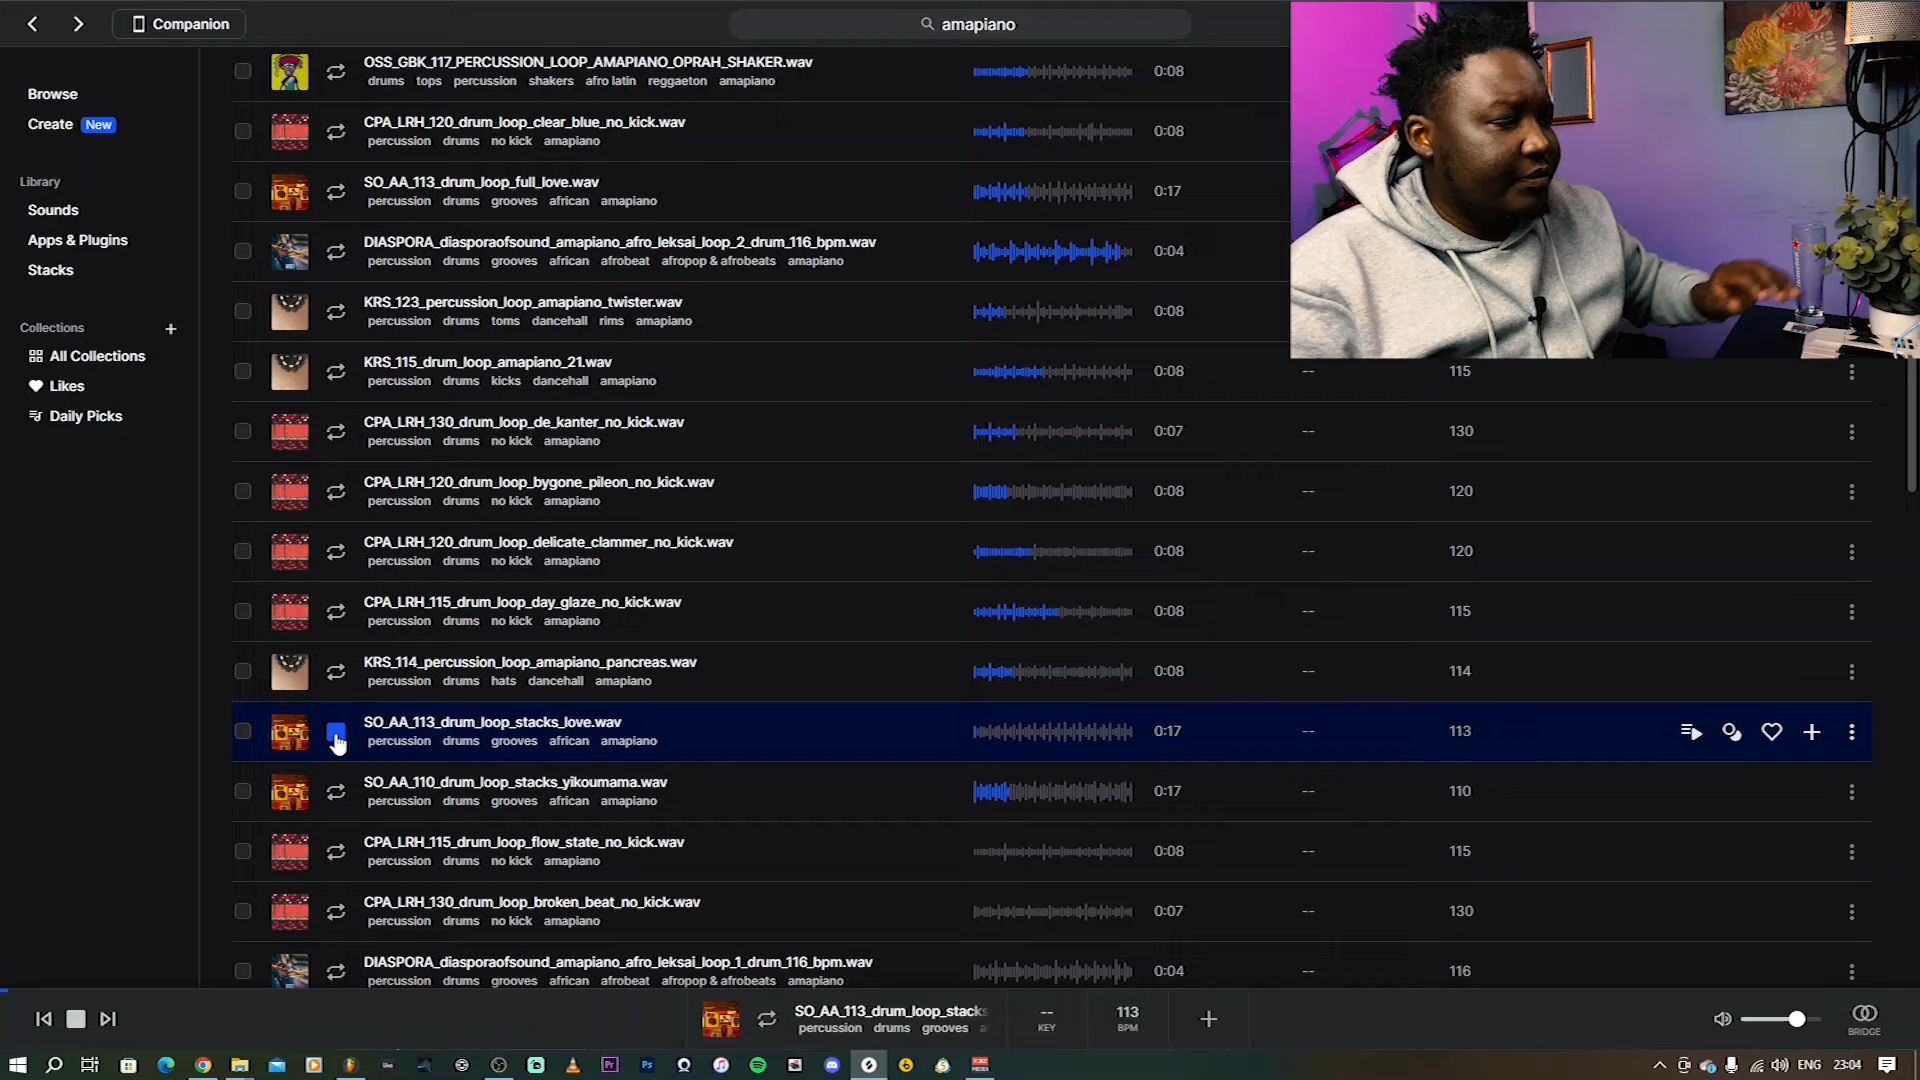 Companion
amapiano
Browse
Create New
Library
Sounds
Apps & Plugins
Stacks
Collections +
All Collections
Likes
Daily Picks
OSS_GBK_117_PERCUSSION_LOOP_AMAPIANO_OPRAH_SHAKER.wav
drums tops percussion shakers afro latin reggaeton amapiano
0:08
CPA_LRH_120_drum_loop_clear_blue_no_kick.wav
percussion drums no kick amapiano
0:08
SO_AA_113_drum_loop_full_love.wav
percussion drums grooves african amapiano
0:17
DIASPORA_diasporaofsound_amapiano_afro_leksai_loop_2_drum_116_bpm.wav
percussion drums grooves african afrobeat afropop & afrobeats amapiano
0:04
KRS_123_percussion_loop_amapiano_twister.wav
percussion drums toms dancehall rims amapiano
0:08
KRS_115_drum_loop_amapiano_21.wav
percussion drums kicks dancehall amapiano
0:08 -- 115
CPA_LRH_130_drum_loop_de_kanter_no_kick.wav
percussion drums no kick amapiano
0:07 -- 130
CPA_LRH_120_drum_loop_bygone_pileon_no_kick.wav
percussion drums no kick amapiano
0:08 -- 120
CPA_LRH_120_drum_loop_delicate_clammer_no_kick.wav
percussion drums no kick amapiano
0:08 -- 120
CPA_LRH_115_drum_loop_day_glaze_no_kick.wav
percussion drums no kick amapiano
0:08 -- 115
KRS_114_percussion_loop_amapiano_pancreas.wav
percussion drums hats dancehall amapiano
0:08 -- 114
SO_AA_113_drum_loop_stacks_love.wav
percussion drums grooves african amapiano
0:17 -- 113
SO_AA_110_drum_loop_stacks_yikoumama.wav
percussion drums grooves african amapiano
0:17 -- 110
CPA_LRH_115_drum_loop_flow_state_no_kick.wav
percussion drums no kick amapiano
0:08 -- 115
CPA_LRH_130_drum_loop_broken_beat_no_kick.wav
percussion drums no kick amapiano
0:07 -- 130
DIASPORA_diasporaofsound_amapiano_afro_leksai_loop_1_drum_116_bpm.wav
percussion drums grooves african afrobeat afropop & afrobeats amapiano
0:04 -- 116
SO_AA_113_drum_loop_stack
percussion drums grooves a
-- KEY
113 BPM
BRIDGE
Pr Ps
ENG 23:04